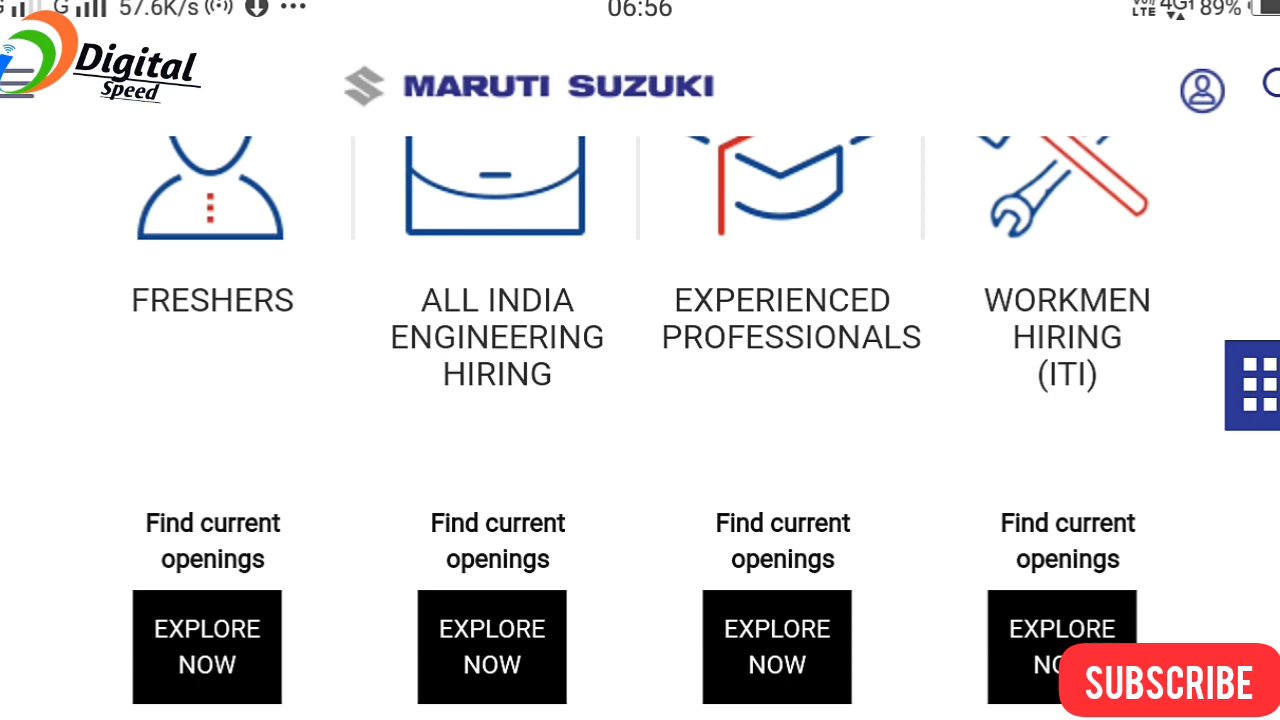 G G 57.6K/s 06:56 LTE 4G 89%
Digital
Speed
MARUTI SUZUKI
FRESHERS
ALL INDIA
ENGINEERING
HIRING
EXPERIENCED
PROFESSIONALS
WORKMEN
HIRING
(ITI)
Find current
openings
Find current
openings
Find current
openings
Find current
openings
EXPLORE
NOW
EXPLORE
NOW
EXPLORE
NOW
EXPLORE
SUBSCRIBE